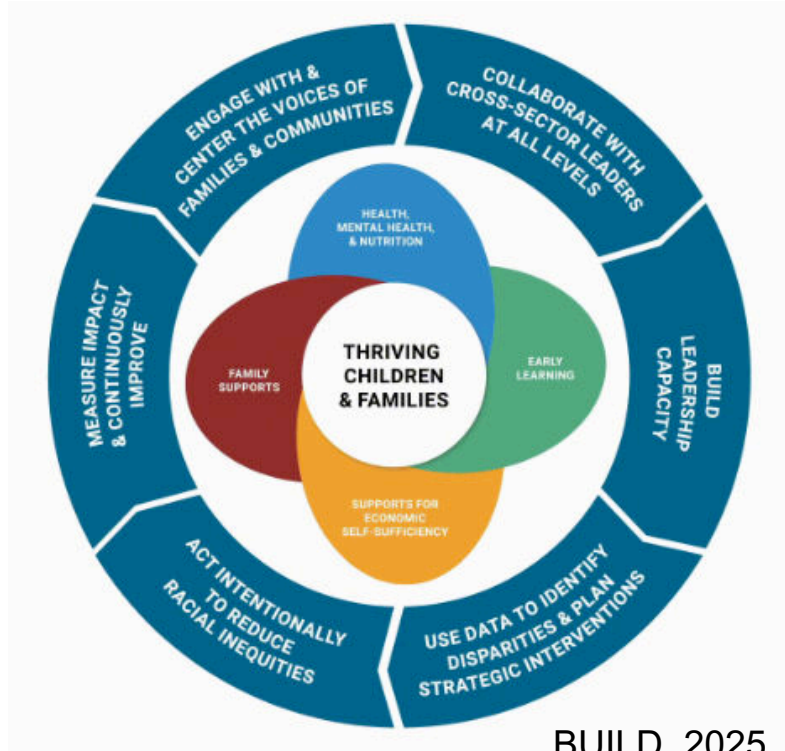 ENGAGE WITH &
CENTER THE VOICES OF
FAMILIES & COMMUNITIES
COLLABORATE WITH
CROSS-SECTOR LEADERS
AT ALL LEVELS
BUILD
LEADERSHIP
CAPACITY
USE DATA TO IDENTIFY
DISPARITIES & PLAN
STRATEGIC INTERVENTIONS
ACT INTENTIONALLY
TO REDUCE
RACIAL INEQUITIES
MEASURE IMPACT
& CONTINUOUSLY
IMPROVE
HEALTH,
MENTAL HEALTH,
& NUTRITION
EARLY
LEARNING
SUPPORTS FOR
ECONOMIC
SELF-SUFFICIENCY
FAMILY
SUPPORTS
THRIVING
CHILDREN
& FAMILIES
BUILD, 2025